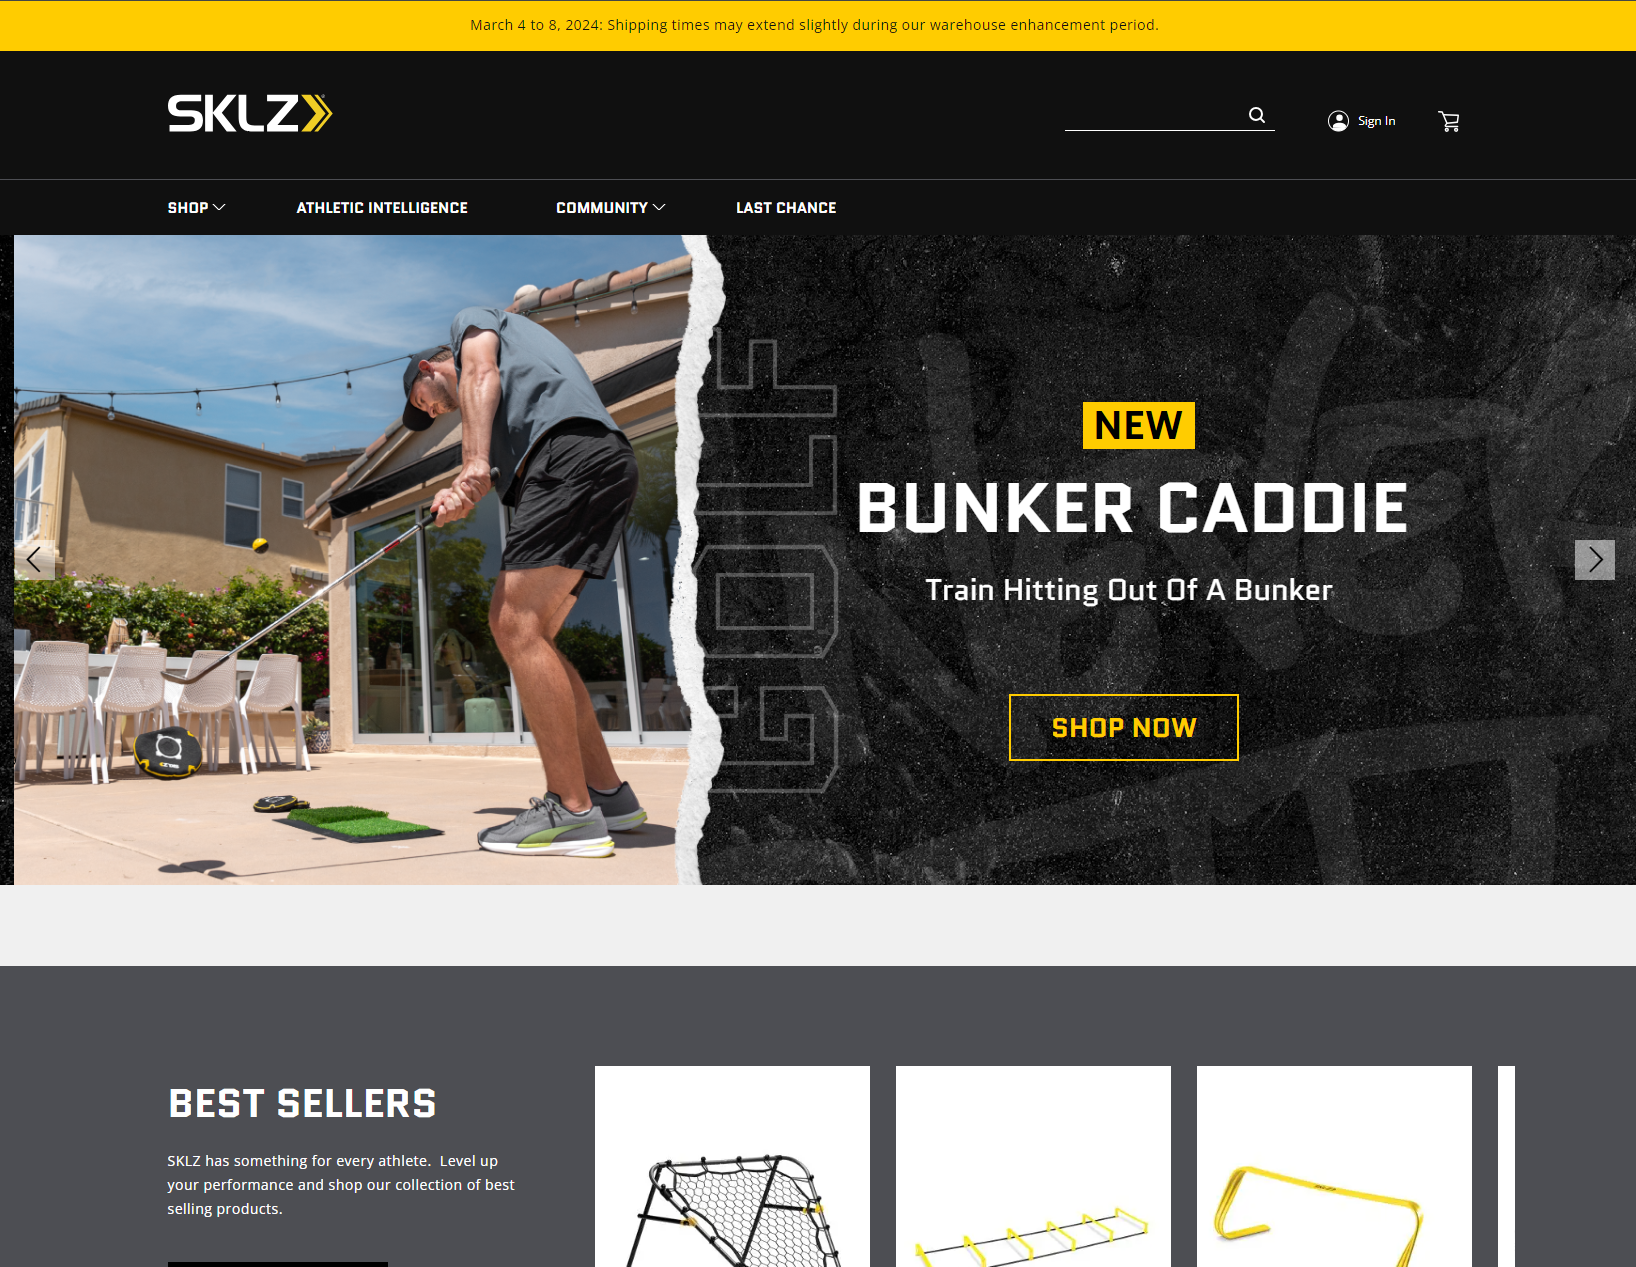 March 4 to 8, 2024: Shipping times may extend slightly during our warehouse enhancement period.
SKLZ
Sign In
SHOP
ATHLETIC INTELLIGENCE
COMMUNITY
LAST CHANCE
GOLF
NEW
BUNKER CADDIE
Train Hitting Out Of A Bunker
SHOP NOW
BEST SELLERS
SKLZ has something for every athlete. Level up
your performance and shop our collection of best
selling products.